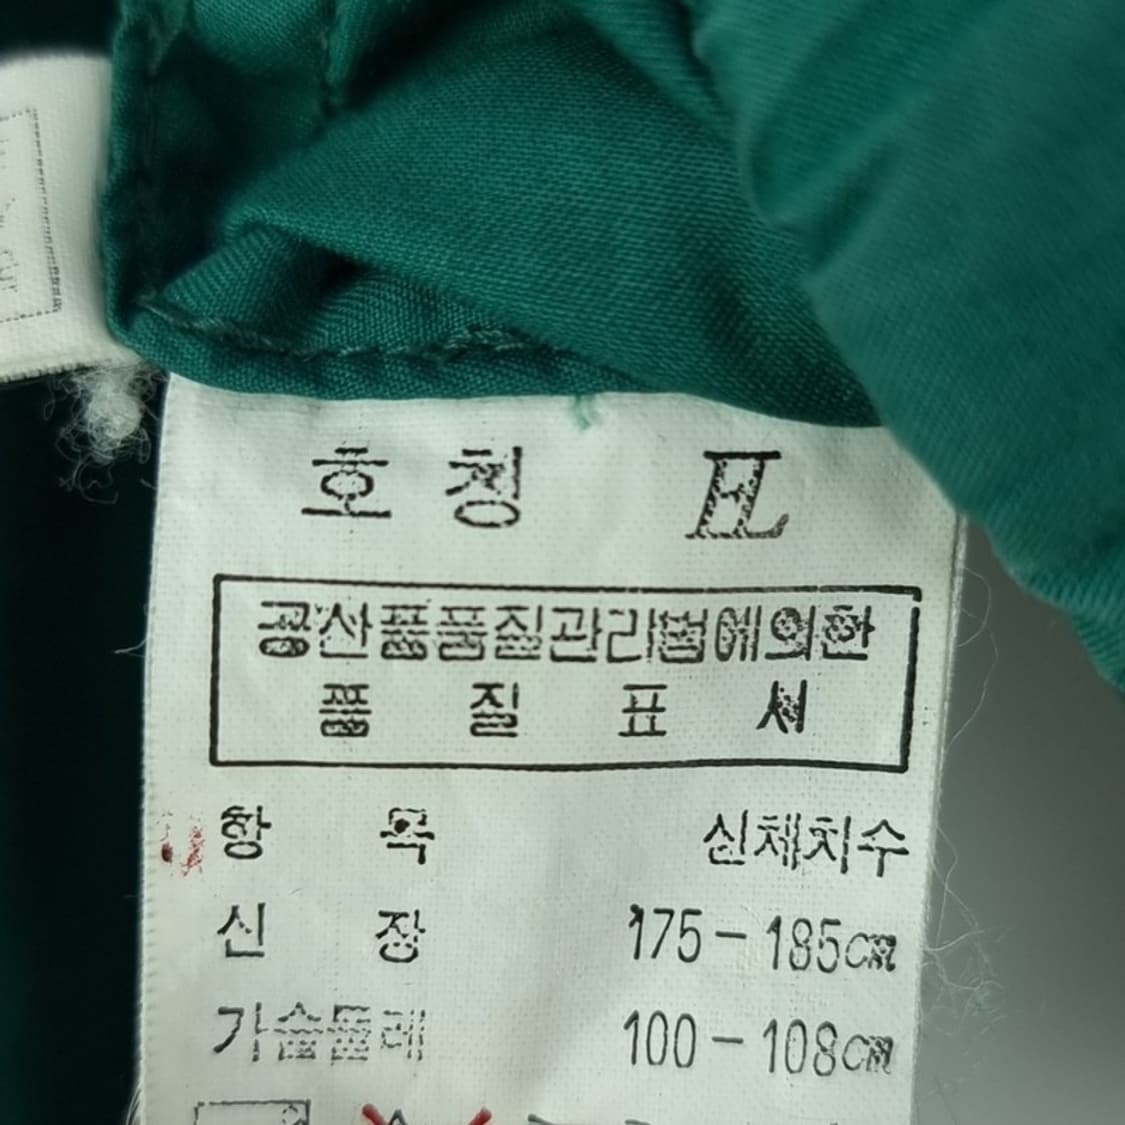 호칭 L
공산품품질관리법에의한
품질표시
항목 신체치수
신장 175-185cm
가슴둘레 100-108cm